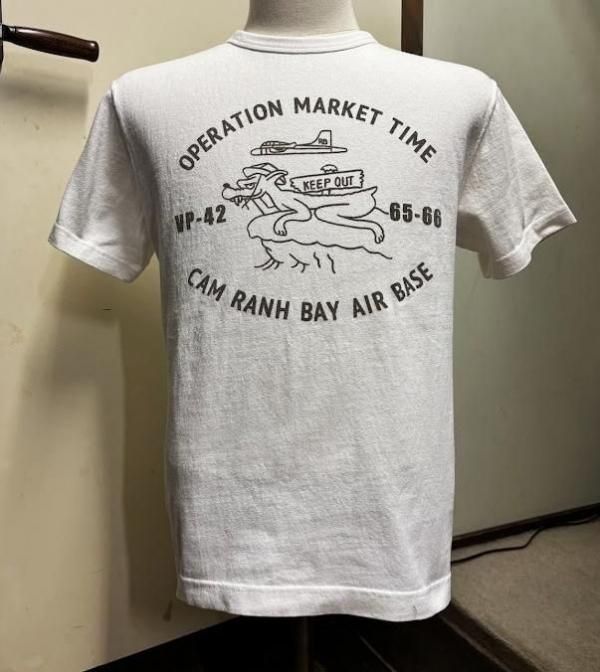 OPERATION MARKET TIME
KEEP OUT
VP-42 65-66
CAM RANH BAY AIR BASE